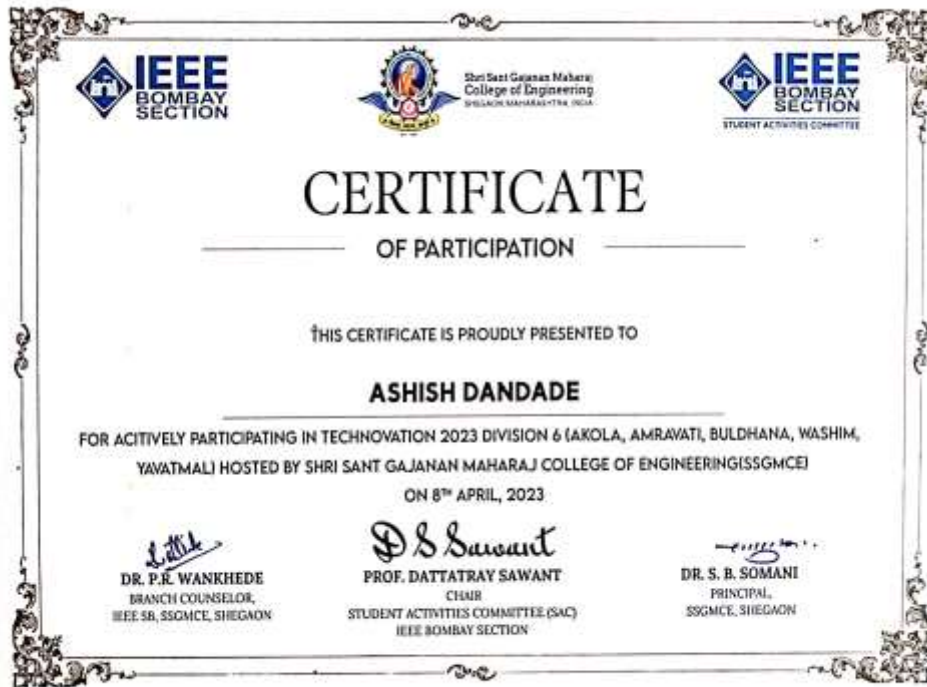 IEEE
BOMBAY
SECTION
Shri Sant Gajanan Maharaj
College of Engineering
SHEGAON, MAHARASHTRA, INDIA
IEEE
BOMBAY
SECTION
STUDENT ACTIVITIES COMMITTEE
CERTIFICATE
OF PARTICIPATION
THIS CERTIFICATE IS PROUDLY PRESENTED TO
ASHISH DANDADE
FOR ACITIVELY PARTICIPATING IN TECHNOVATION 2023 DIVISION 6 (AKOLA, AMRAVATI, BULDHANA, WASHIM,
YAVATMAL) HOSTED BY SHRI SANT GAJANAN MAHARAJ COLLEGE OF ENGINEERING(SSGMCE)
ON 8TH APRIL, 2023
D S Sawant
DR. P.R. WANKHEDE
BRANCH COUNSELOR,
IEEE SB, SSGMCE, SHEGAON
PROF. DATTATRAY SAWANT
CHAIR
STUDENT ACTIVITIES COMMITTEE (SAC)
IEEE BOMBAY SECTION
DR. S. B. SOMANI
PRINCIPAL,
SSGMCE, SHEGAON